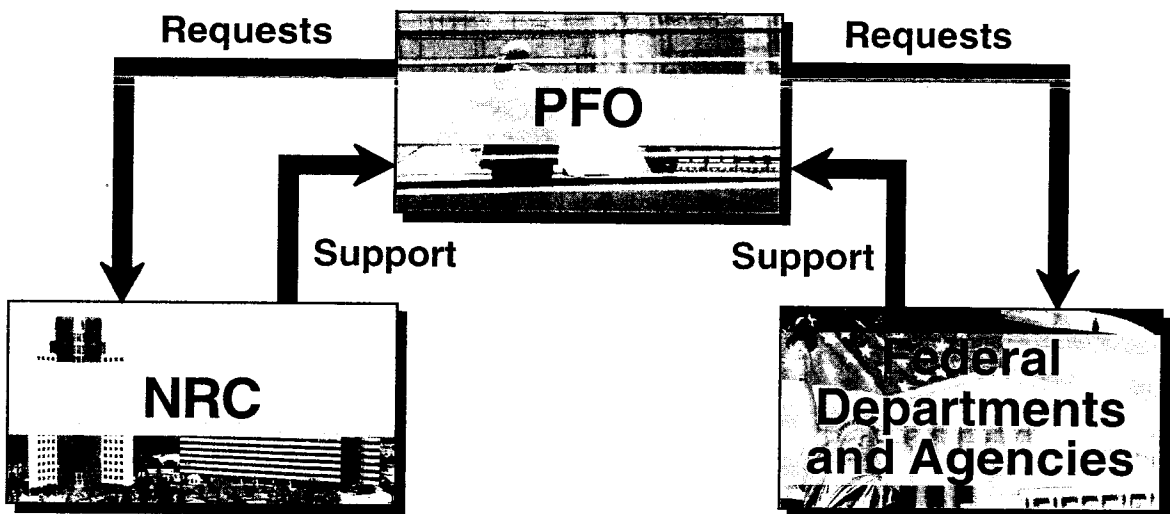 Requests
Requests
PFO
Support
Support
NRC
Federal
Departments
and Agencies